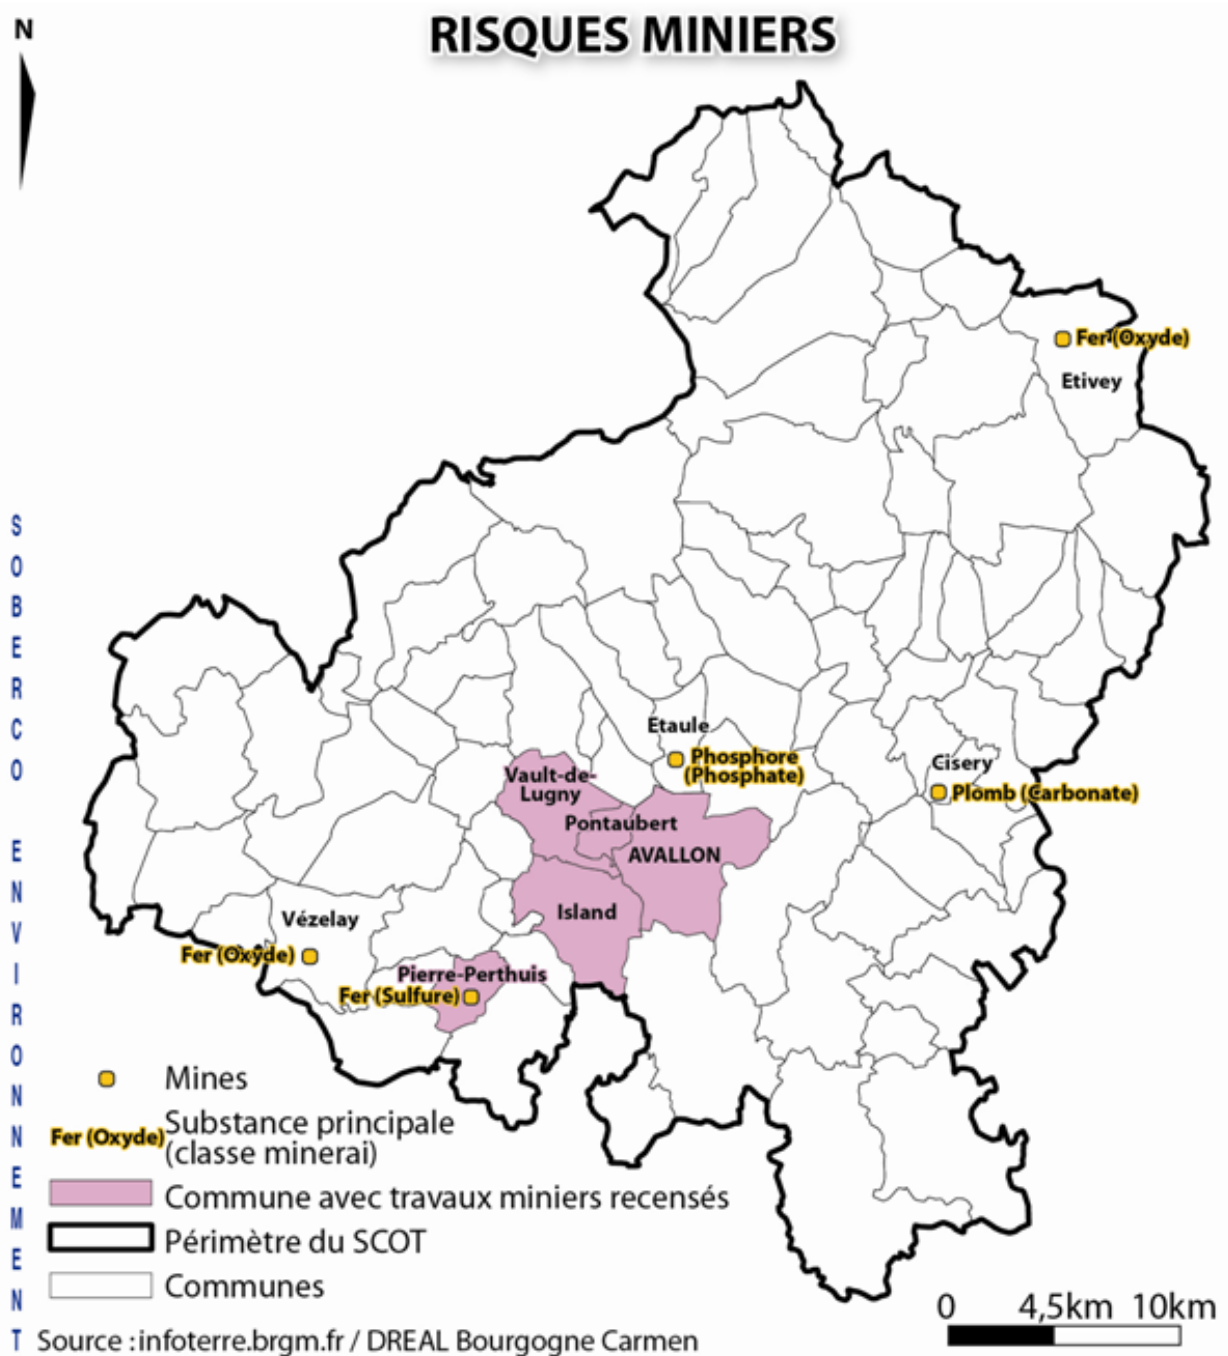 RISQUES MINIERS
N
Fer (Oxyde)
Etivey
Etaule
Phosphore
(Phosphate)
Cisery
Plomb (Carbonate)
Vault-de-
Lugny
Pontaubert
AVALLON
Island
Vézelay
Fer (Oxyde)
Pierre-Perthuis
Fer (Sulfure)
Mines
Fer (Oxyde) Substance principale
(classe minerai)
Commune avec travaux miniers recensés
Périmètre du SCOT
Communes
0 4,5km 10km
Source : infoterre.brgm.fr / DREAL Bourgogne Carmen
SOBERCO ENVIRONNEMENT